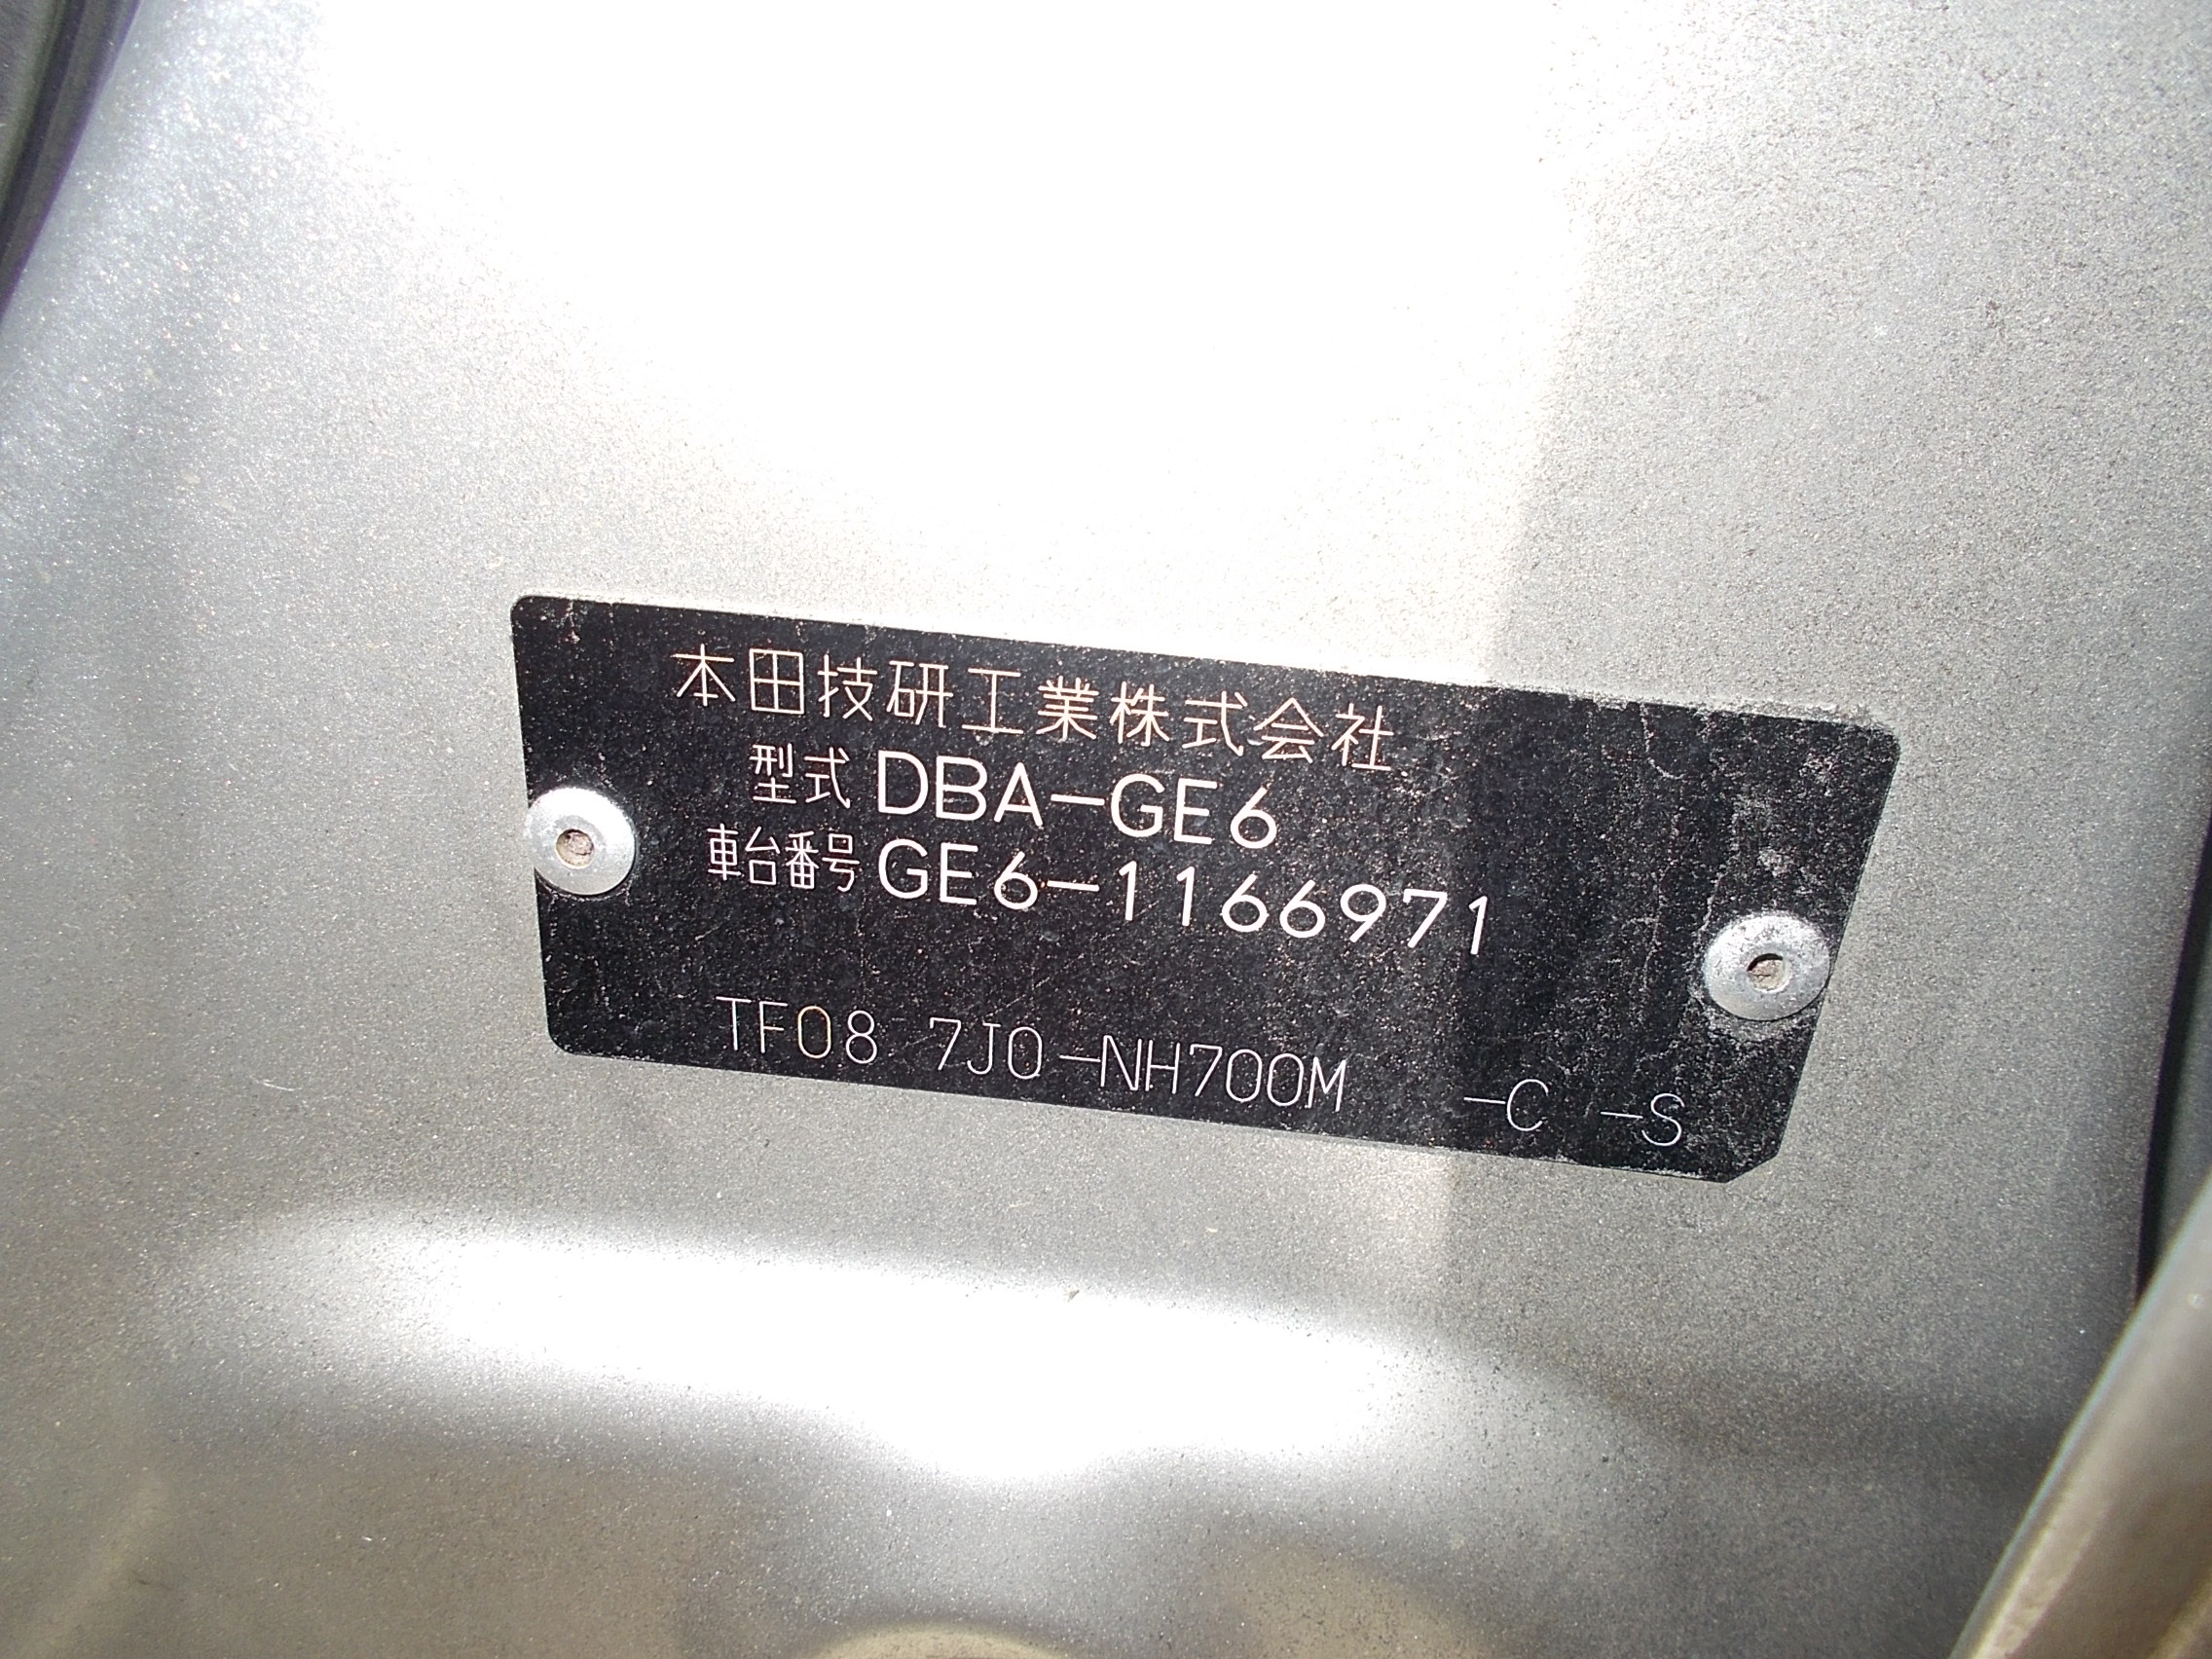 本田技研工業株式会社
型式 DBA-GE6
車台番号 GE6-1166971
TF08 7J0-NH700M -C -S